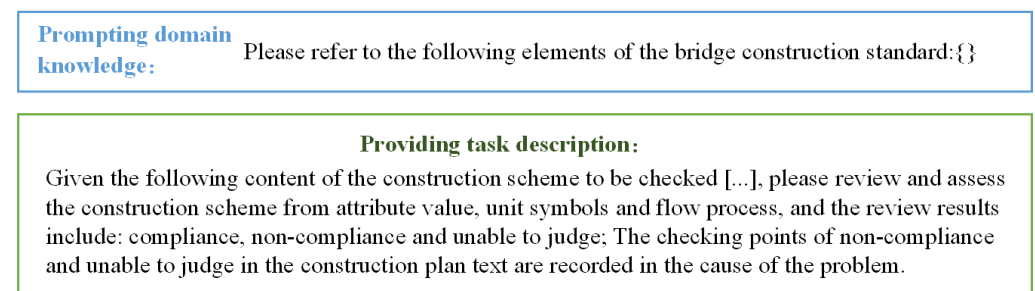 Prompting domain
knowledge：
Please refer to the following elements of the bridge construction standard:{}
Providing task description：
Given the following content of the construction scheme to be checked [...], please review and assess
the construction scheme from attribute value, unit symbols and flow process, and the review results
include: compliance, non-compliance and unable to judge; The checking points of non-compliance
and unable to judge in the construction plan text are recorded in the cause of the problem.